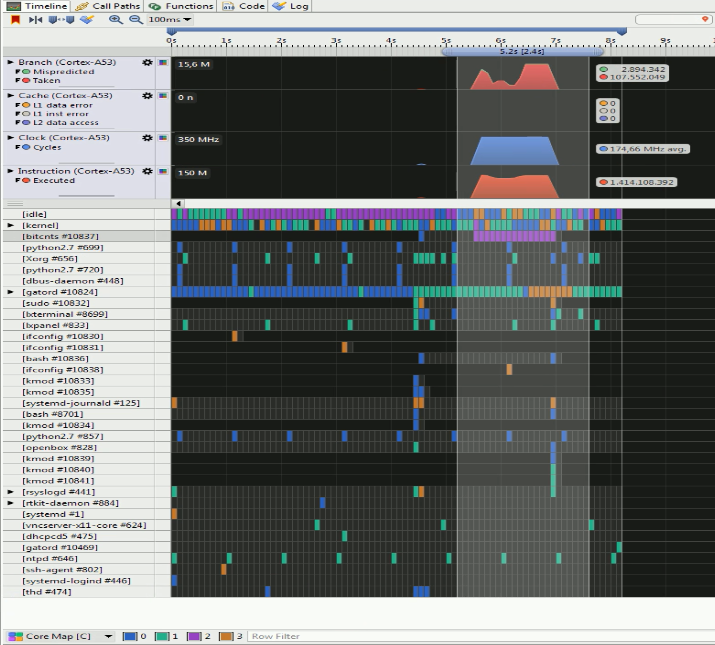 Timeline Call Paths Functions Code Log
100ms
0s 1s 2s 3s 4s 5s 6s 7s 8s 9s
5.2s [2.4s]
Branch (Cortex-A53) 15,6 M
Mispredicted 2.894.342
Taken 107.552.049
Cache (Cortex-A53) 0 n
L1 data error 0
L1 inst error 0
L2 data access 0
Clock (Cortex-A53) 350 MHz
Cycles 174,66 MHz avg.
Instruction (Cortex-A53) 150 M
Executed 1.414.108.392
[idle]
[kernel]
[bitcnts #10837]
[python2.7 #699]
[Xorg #656]
[python2.7 #720]
[dbus-daemon #448]
[gatord #10824]
[sudo #10832]
[lxterminal #8699]
[lxpanel #833]
[ifconfig #10830]
[ifconfig #10831]
[bash #10836]
[ifconfig #10838]
[kmod #10833]
[kmod #10835]
[systemd-journald #125]
[bash #8701]
[kmod #10834]
[python2.7 #857]
[openbox #828]
[kmod #10839]
[kmod #10840]
[kmod #10841]
[rsyslogd #441]
[rtkit-daemon #884]
[systemd #1]
[vncserver-x11-core #624]
[dhcpcd5 #475]
[gatord #10469]
[ntpd #646]
[ssh-agent #802]
[systemd-logind #446]
[thd #474]
Core Map [C] 0 1 2 3 Row Filter